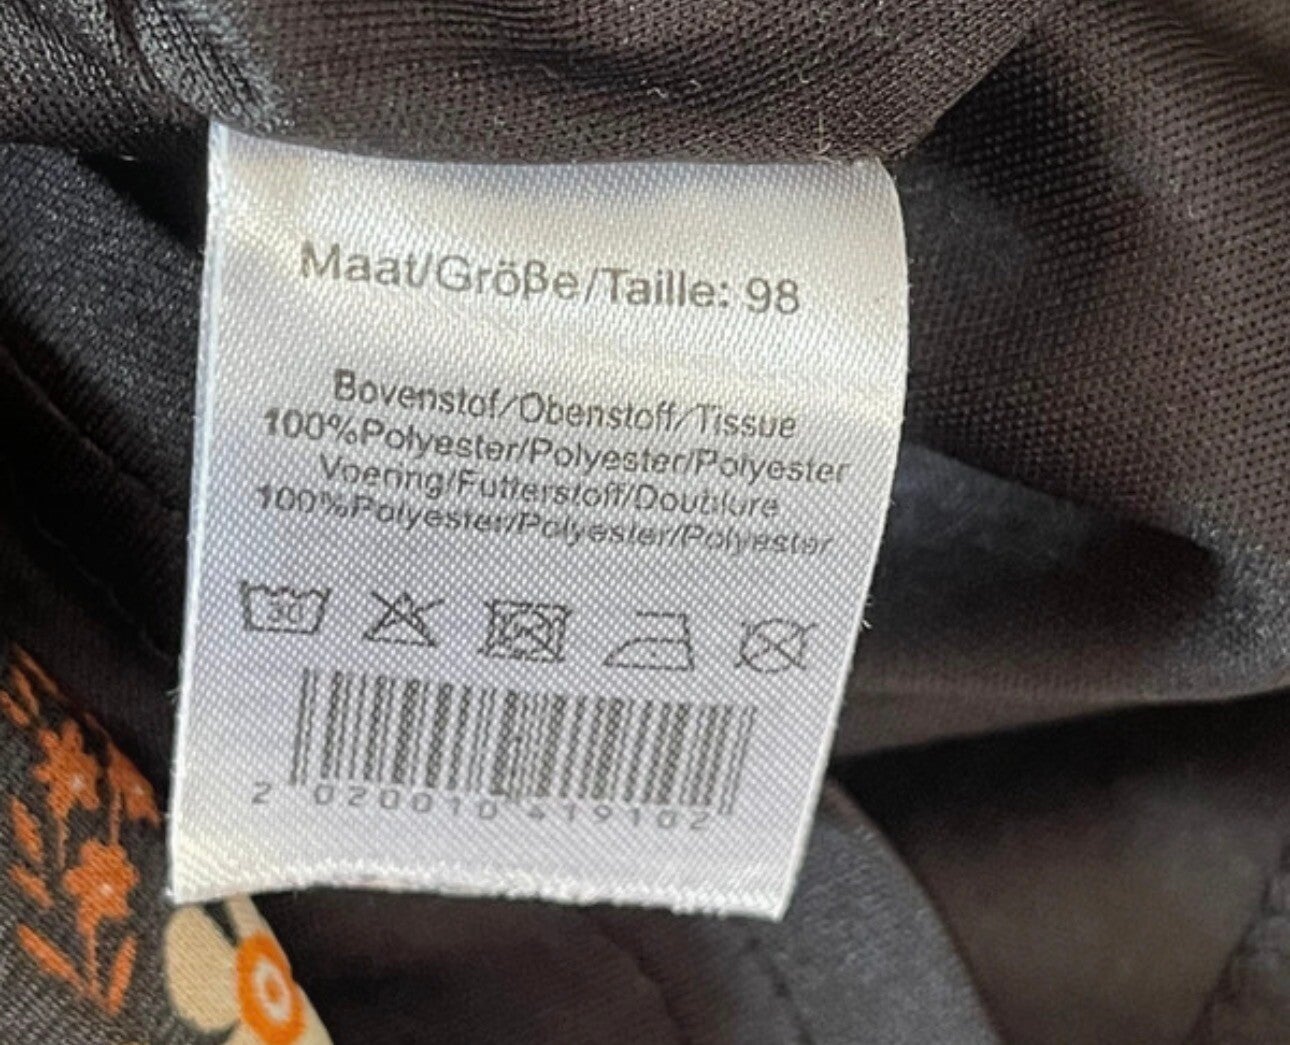 Maat/Größe/Taille: 98
Bovenstof/Obenstoff/Tissue
100%Polyester/Polyester/Polyester
Voering/Futterstoff/Doublure
100%Polyester/Polyester/Polyester
30
2 020010 419102